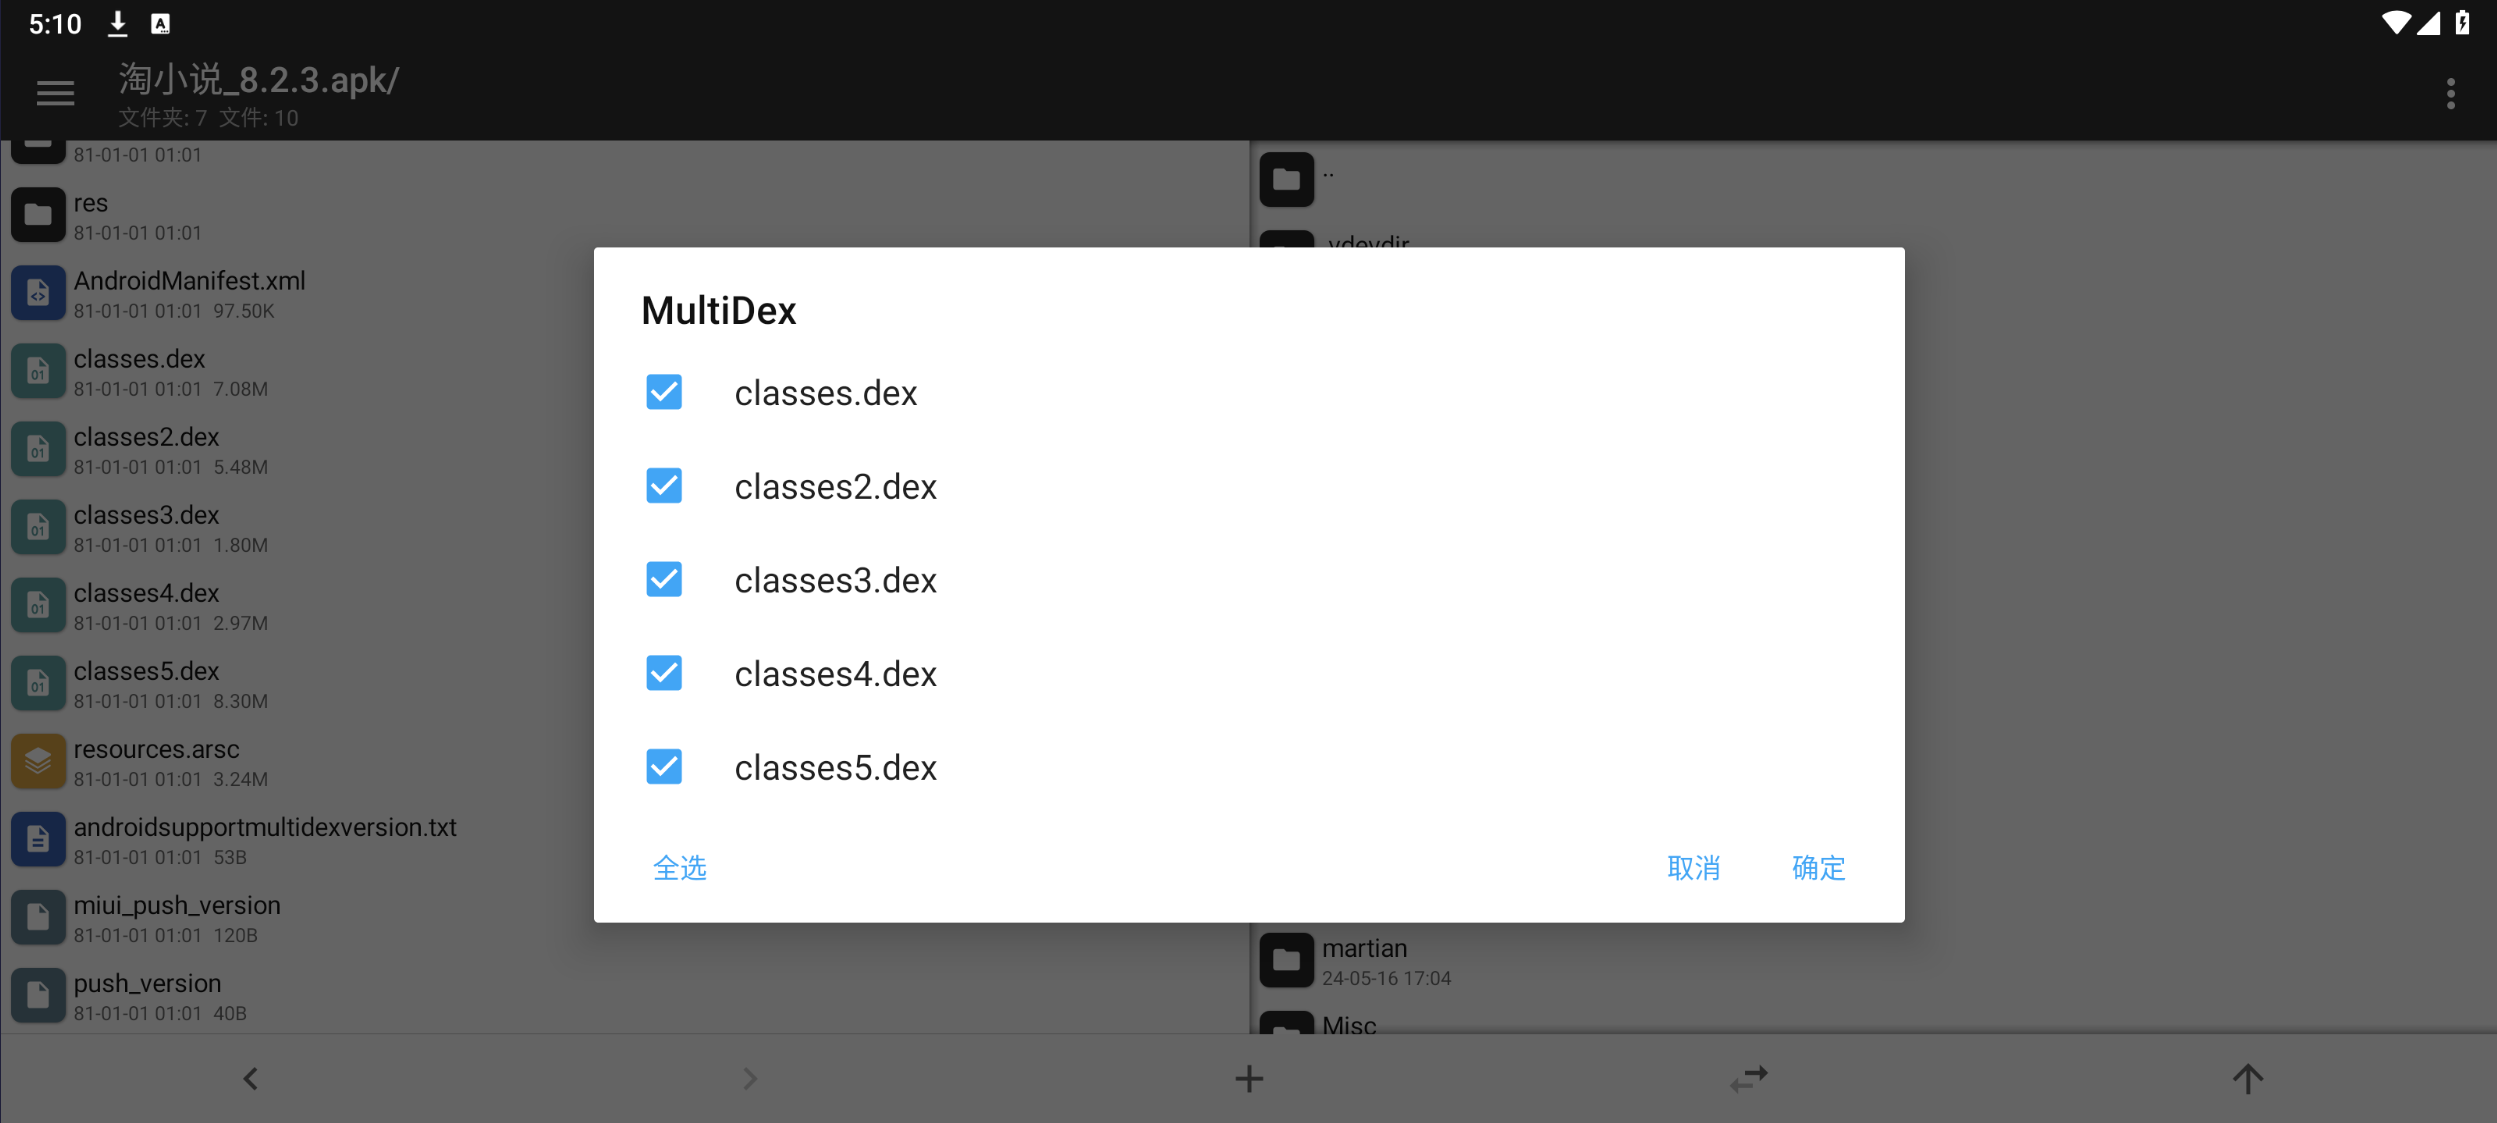 5:10
淘小说_8.2.3.apk/
文件夹: 7 文件: 10
81-01-01 01:01
res
81-01-01 01:01
AndroidManifest.xml
81-01-01 01:01 97.50K
classes.dex
81-01-01 01:01 7.08M
classes2.dex
81-01-01 01:01 5.48M
classes3.dex
81-01-01 01:01 1.80M
classes4.dex
81-01-01 01:01 2.97M
classes5.dex
81-01-01 01:01 8.30M
resources.arsc
81-01-01 01:01 3.24M
androidsupportmultidexversion.txt
81-01-01 01:01 53B
miui_push_version
81-01-01 01:01 120B
push_version
81-01-01 01:01 40B
..
MultiDex
classes.dex
classes2.dex
classes3.dex
classes4.dex
classes5.dex
全选
取消
确定
martian
24-05-16 17:04
Misc